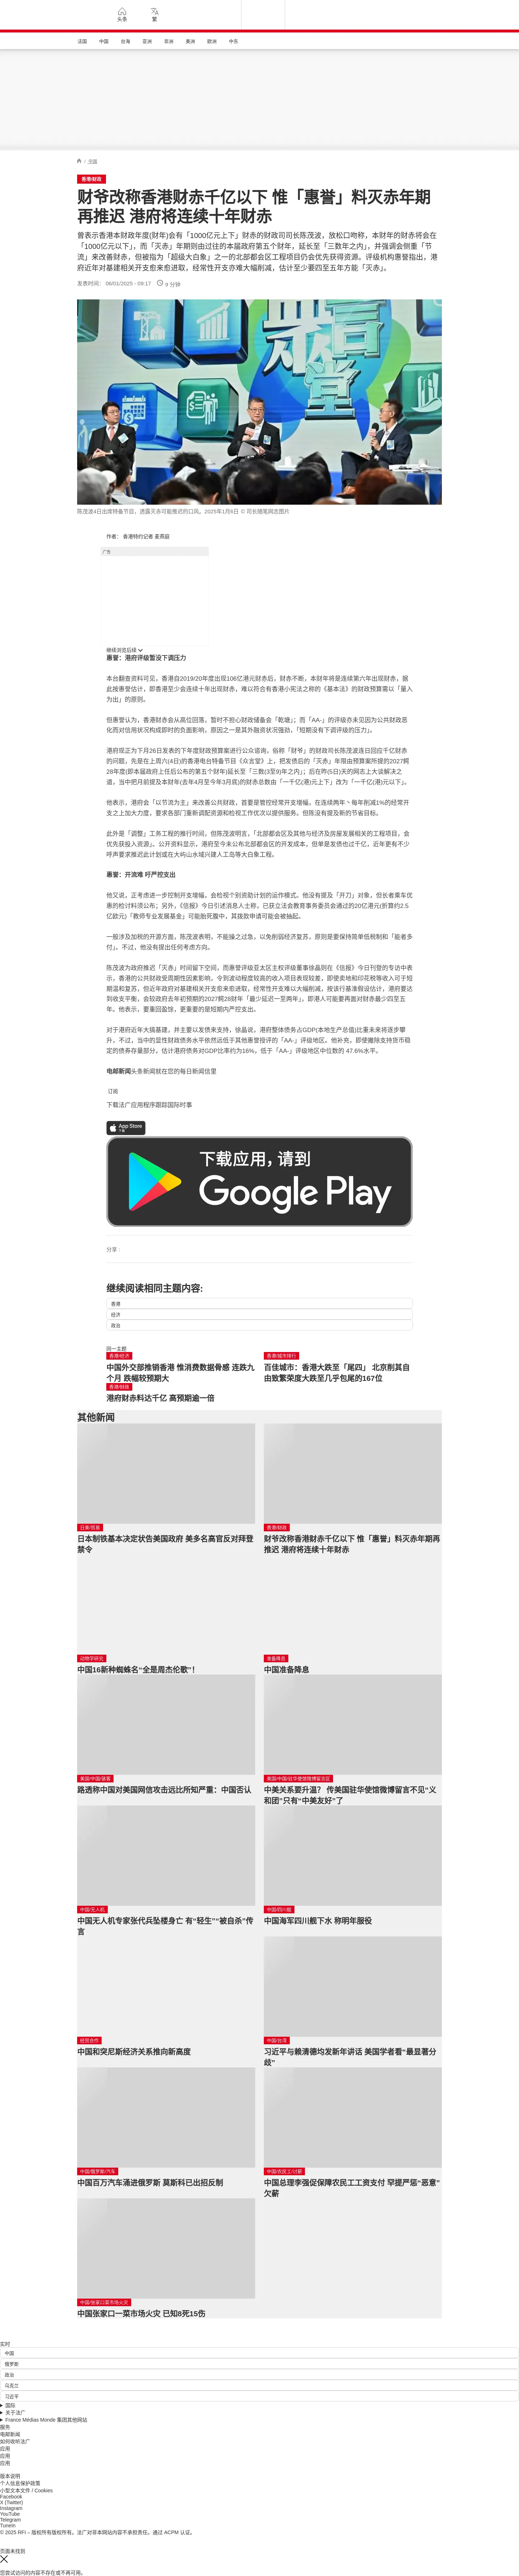 头条
繁
法国
中国
台海
亚洲
非洲
美洲
欧洲
中东
/ 中国
香港/财政
财爷改称香港财赤千亿以下 惟「惠誉」料灭赤年期
再推迟 港府将连续十年财赤
曾表示香港本财政年度(财年)会有「1000亿元上下」财赤的财政司司长陈茂波，放松口吻称，本财年的财赤将会在
「1000亿元以下」，而「灭赤」年期则由过往的本届政府第五个财年，延长至「三数年之内」，并强调会侧重「节
流」来改善财赤，但被指为「超级大白象」之一的北部都会区工程项目仍会优先获得资源。评级机构惠誉指出，港
府近年对基建相关开支愈来愈进取，经常性开支亦难大幅削减，估计至少要四至五年方能「灭赤」。
发表时间： 06/01/2025 - 09:17
9 分钟
陈茂波4日出席特备节目，透露灭赤可能推迟的口风。2025年1月6日 © 司长随笔网志图片
作者： 香港特约记者 麦燕庭
广告
继续浏览后续
惠誉：港府评级暂没下调压力
本台翻查资料可见，香港自2019/20年度出现106亿港元财赤后，财赤不断，本财年将是连续第六年出现财赤，据
此按惠誉估计，即香港至少会连续十年出现财赤，难以符合有香港小宪法之称的《基本法》的财政预算需以「量入
为出」的原则。
但惠誉认为，香港财赤会从高位回落，暂时不担心财政储备会「乾塘」；而「AA-」的评级亦未见因为公共财政恶
化而对信用状况构成即时的负面影响，原因之一是其外融资状况强劲，「短期没有下调评级的压力」。
港府现正为下月26日发表的下年度财政预算案进行公众谘询，俗称「财爷」的财政司长陈茂波连日回应千亿财赤
的问题，先是在上周六(4日)的香港电台特备节目《众言堂》上，把发债后的「灭赤」年限由预算案所提的2027㇐
28年度(即本届政府上任后公布的第五个财年)延长至「三数(3至9)年之内」；后在昨(5日)天的网志上大谈解决之
道，当中把月前提及本财年(去年4月至今年3月底)的财赤总数由「一千亿(港)元上下」改为「一千亿(港)元以下」。
他表示，港府会「以节流为主」来改善公共财政，首要是管控经常开支增幅，在连续两年丶每年削减1%的经常开
支之上加大力度，要求各部门重新调配资源和检视工作优次以提供服务。但陈没有提及新的节省目标。
此外是「调整」工务工程的推行时间，但陈茂波明言，「北部都会区及其他与经济及房屋发展相关的工程项目，会
优先获投入资源」。公开资料显示，港府至今未公布北部都会区的开发成本，但单是发债也过千亿，近年更有不少
呼声要求推迟此计划或在大屿山水域兴建人工岛等大白象工程。
惠誉：开流难 吁严控支出
他又说，正考虑进一步控制开支增幅，会检视个别资助计划的运作模式。他没有提及「开刀」对象，但长者乘车优
惠的检讨料须公布；另外，《信报》今日引述消息人士称，已获立法会教育事务委员会通过的20亿港元(折算约2.5
亿欧元)「教师专业发展基金」可能胎死腹中，其拨款申请可能会被抽起。
一般涉及加税的开源方面，陈茂波表明，不能操之过急，以免削弱经济复苏，原则是要保持简单低税制和「能者多
付」。不过，他没有提出任何考虑方向。
陈茂波为政府推迟「灭赤」时间留下空间，而惠誉评级亚太区主权评级董事徐晶则在《信报》今日刊登的专访中表
示，香港的公共财政受周期性因素影响，令到波动程度较高的收入项目表现较差，即使卖地和印花税等收入可于短
期温和复苏，但近年政府对基建相关开支愈来愈进取，经常性开支难以大幅削减，按该行基准假设估计，港府要达
到收支平衡，会较政府去年初预期的2027㇐28财年「最少延迟一至两年」，即港人可能要再面对财赤最少四至五
年。他表示，要重回盈馀，更重要的是短期内严控支出。
对于港府近年大搞基建，并主要以发债来支持，徐晶说，港府整体债务占GDP(本地生产总值)比重未来将逐步攀
升，不过，当中的显性财政债务水平依然远低于其他惠誉授评的「AA-」评级地区。他补充，即使撇除支持货币稳
定的债券存量部分，估计港府债务对GDP比率约为16%，低于「AA-」评级地区中位数的 47.6%水平。
电邮新闻头条新闻就在您的每日新闻信里
订阅
下载法广应用程序跟踪国际时事
App Store
下载
下载应用，请到
Google Play
分享 :
继续阅读相同主题内容:
香港
经济
政治
同一主题
香港/经济
中国外交部推销香港 惟消费数据骨感 连跌九
个月 跌幅较预期大
香港/城市排行
百佳城市：香港大跌至「尾四」 北京削其自
由致繁荣度大跌至几乎包尾的167位
香港/财政
港府财赤料达千亿 高预期逾一倍
其他新闻
日美/贸易
日本制铁基本决定状告美国政府 美多名高官反对拜登
禁令
香港/财政
财爷改称香港财赤千亿以下 惟「惠誉」料灭赤年期再
推迟 港府将连续十年财赤
动物学研究
中国16新种蜘蛛名“全是周杰伦歌”！
准备降息
中国准备降息
美国/中国/骇客
路透称中国对美国网信攻击远比所知严重：中国否认
美国/中国/驻华使馆微博留言区
中美关系要升温？ 传美国驻华使馆微博留言不见“义
和团”只有“中美友好”了
中国/无人机
中国无人机专家张代兵坠楼身亡 有“轻生”“被自杀”传
言
中国/四川舰
中国海军四川舰下水 称明年服役
经贸合作
中国和突尼斯经济关系推向新高度
中国/台湾
习近平与赖清德均发新年讲话 美国学者看“最显著分
歧”
中国/俄罗斯/汽车
中国百万汽车涌进俄罗斯 莫斯科已出招反制
中国/农民工/讨薪
中国总理李强促保障农民工工资支付 罕提严惩“恶意”
欠薪
中国/张家口菜市场火灾
中国张家口一菜市场火灾 已知8死15伤
实时
中国
俄罗斯
政治
乌克兰
习近平
国际
关于法广
France Médias Monde 集团其他网站
服务
电邮新闻
如何收听法广
应用
应用
应用
版本说明
个人信息保护政策
小型文本文件 / Cookies
Facebook
X (Twitter)
Instagram
YouTube
Telegram
TuneIn
© 2025 RFI – 版权所有版权所有。法广对非本网站内容不承担责任。通过 ACPM 认证。
页面未找到
您尝试访问的内容不存在或不再可用。